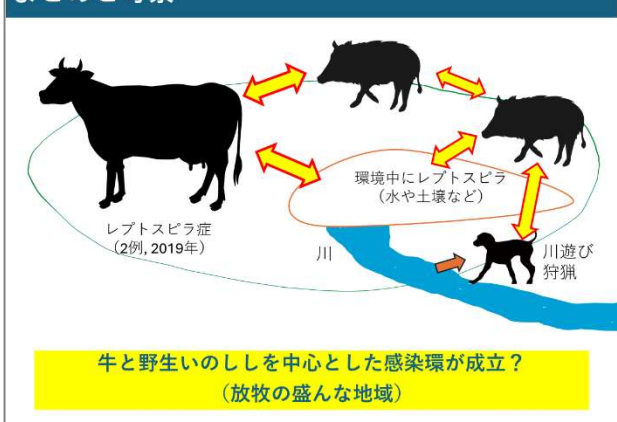 環境中にレプトスピラ
（水や土壌など）
レプトスピラ症
（2例, 2019年）
川
川遊び
狩猟
牛と野生いのししを中心とした感染環が成立？
（放牧の盛んな地域）